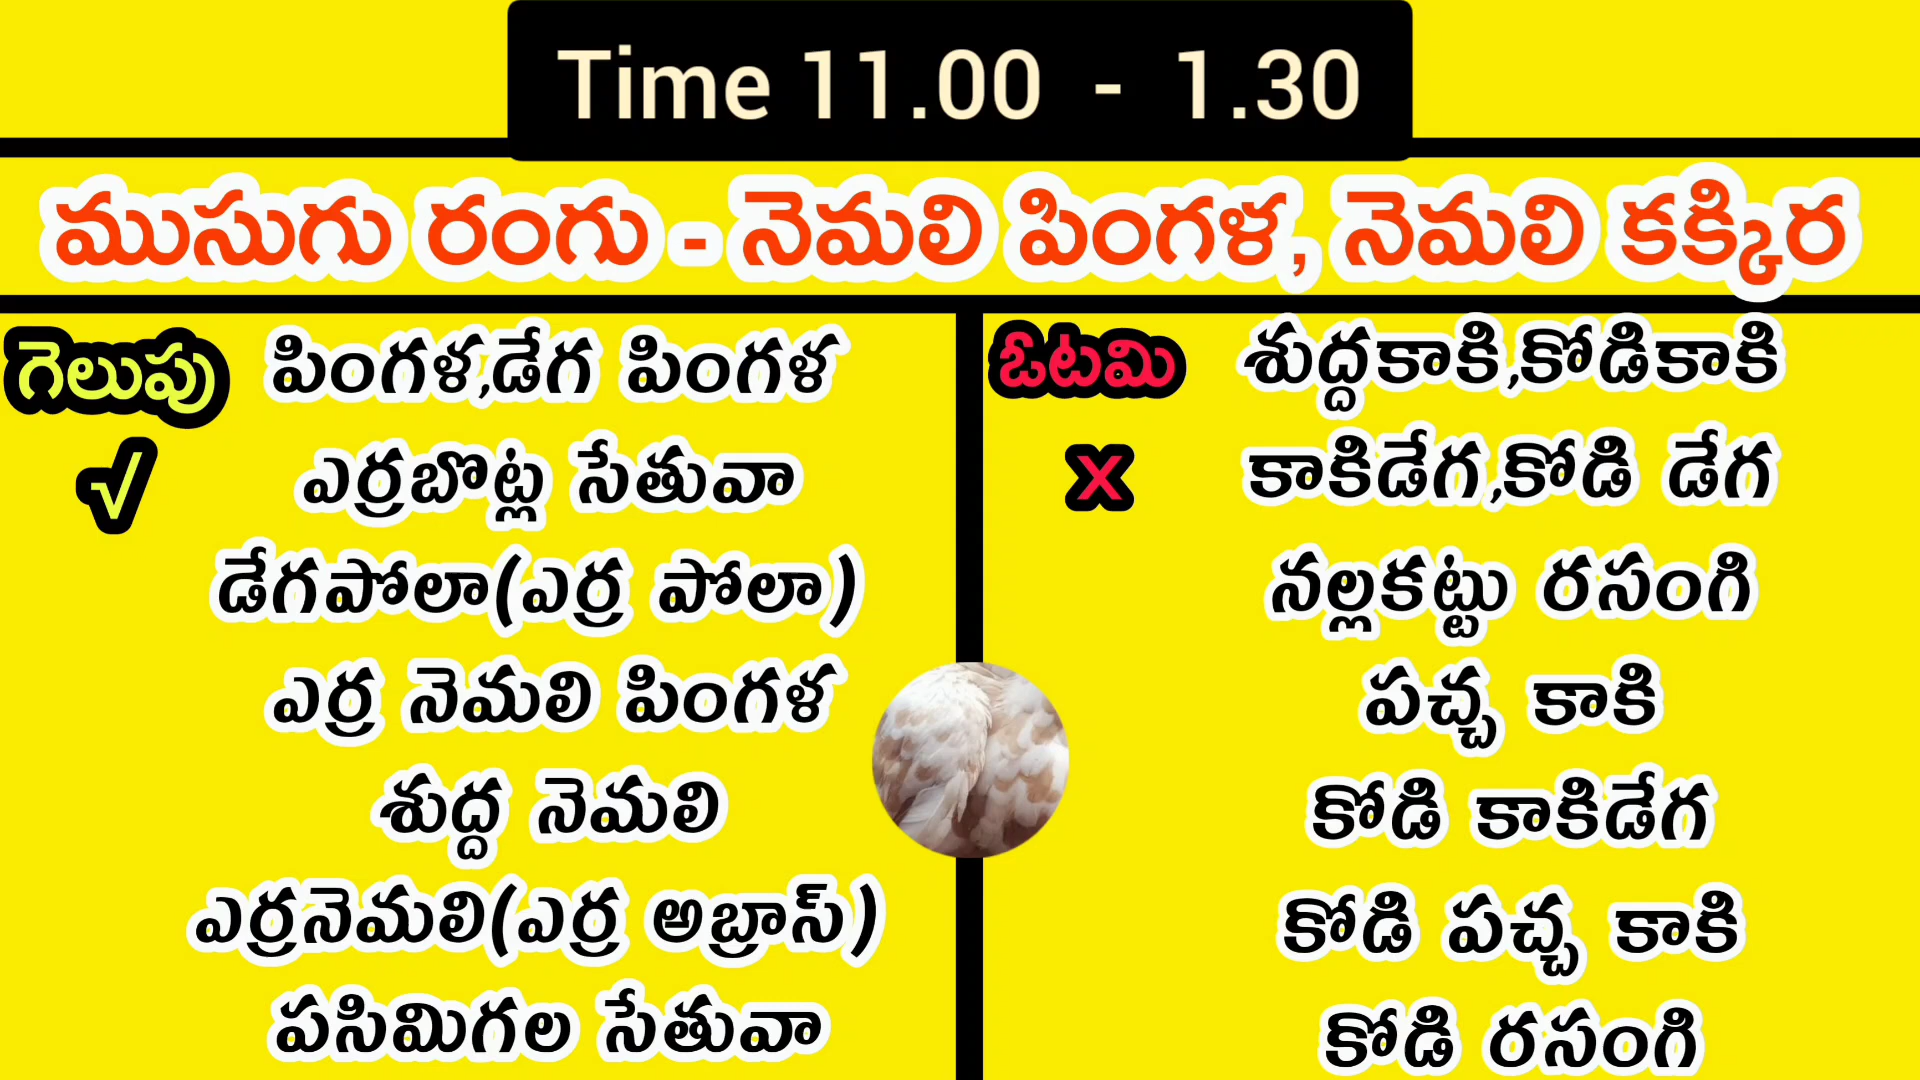 Time 11.00 - 1.30
ముసుగు రంగు - నెమలి పింగళ, నెమలి కక్కిర
గెలుపు
√
పింగళ,డేగ పింగళ
ఎర్రబొట్ల సేతువా
డేగపోలా(ఎర్ర పోలా)
ఎర్ర నెమలి పింగళ
శుద్ద నెమలి
ఎర్రనెమలి(ఎర్ర అబ్రాస్)
పసిమిగల సేతువా
ఓటమి
x
శుద్దకాకి,కోడికాకి
కాకిడేగ,కోడి డేగ
నల్లకట్టు రసంగి
పచ్చ కాకి
కోడి కాకిడేగ
కోడి పచ్చ కాకి
కోడి రసంగి